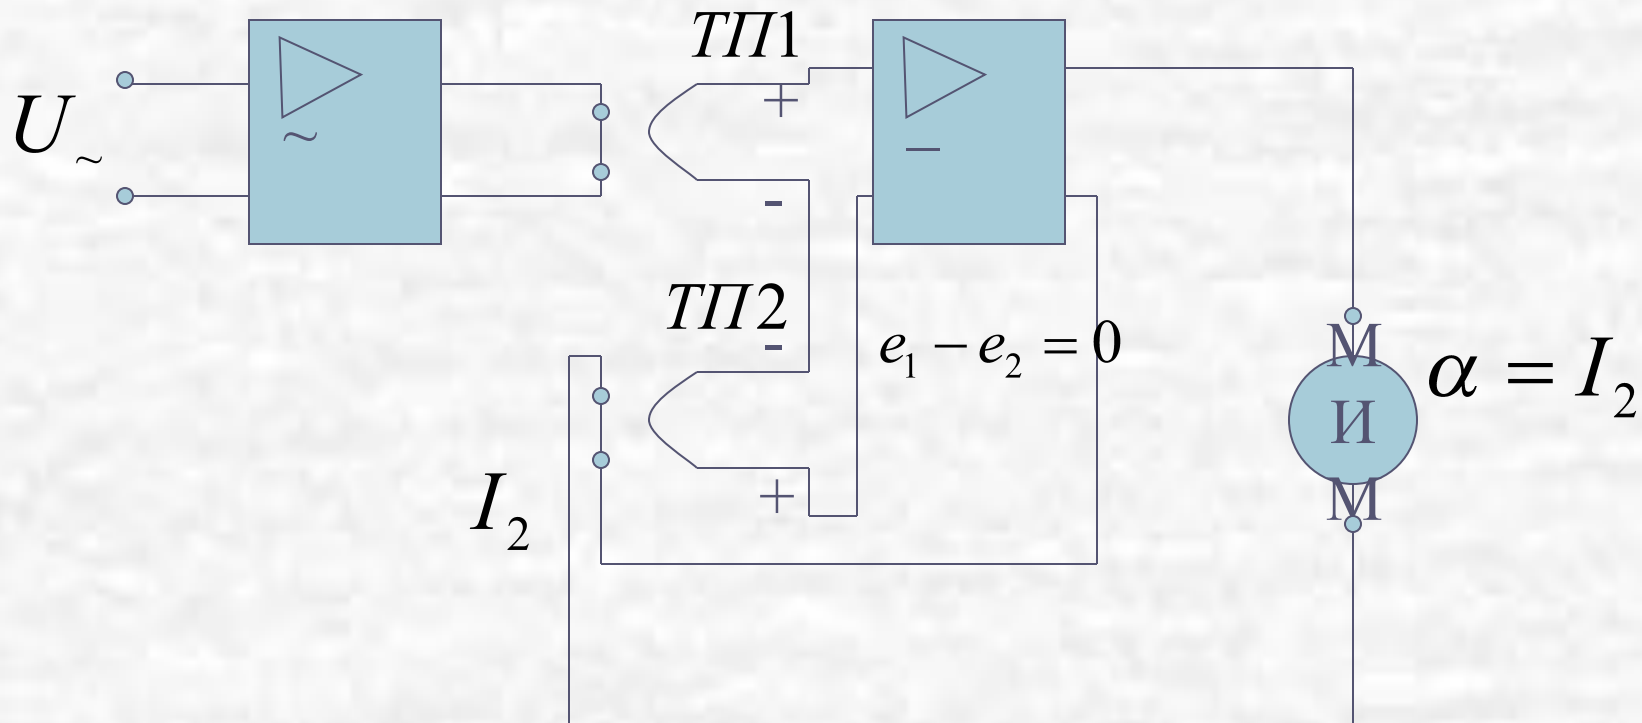 ТП1
U~
~
+
−
-
ТП2
-
e1 − e2 = 0
М
И
М
α = I2
+
I2